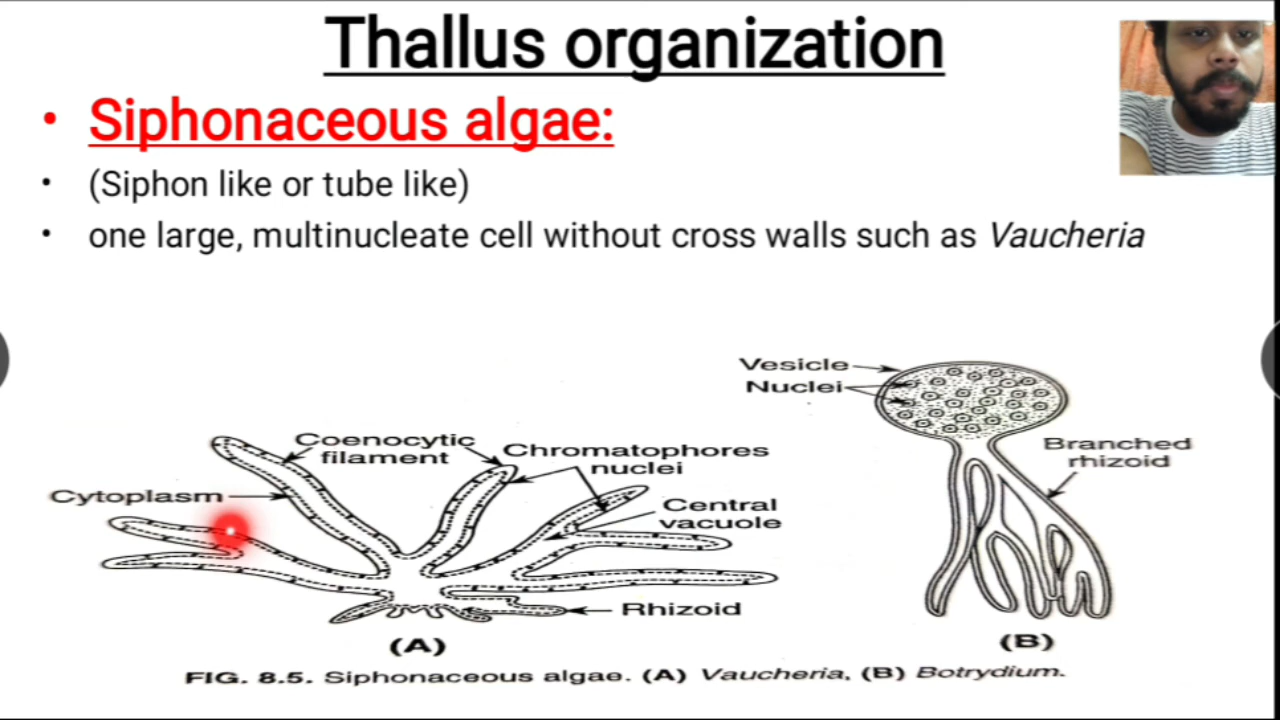 Thallus organization
• Siphonaceous algae:
• (Siphon like or tube like)
• one large, multinucleate cell without cross walls such as Vaucheria
Vesicle
Nuclei
Branched
rhizoid
Coenocytic
filament
Chromatophores
nuclei
Cytoplasm
Central
vacuole
Rhizoid
(A)
(B)
FIG. 8.5. Siphonaceous algae. (A) Vaucheria, (B) Botrydium.